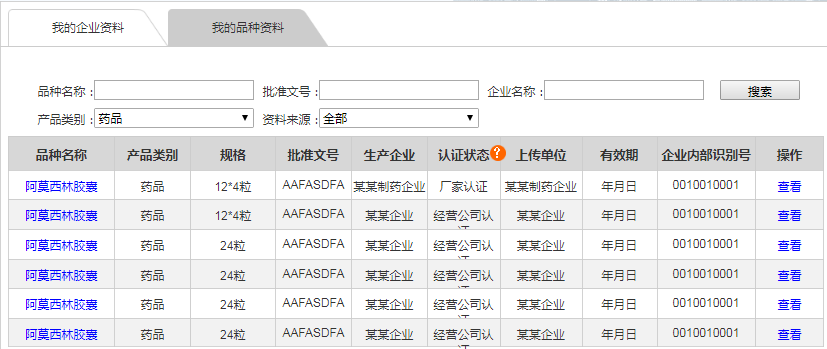 我的企业资料 我的品种资料
品种名称： 批准文号： 企业名称： 搜索
产品类别： 药品 资料来源： 全部
品种名称 产品类别 规格 批准文号 生产企业 认证状态 ? 上传单位 有效期 企业内部识别号 操作
阿莫西林胶囊 药品 12*4粒 AAFASDFA 某某制药企业 厂家认证 某某制药企业 年月日 0010010001 查看
阿莫西林胶囊 药品 12*4粒 AAFASDFA 某某企业 经营公司认证 某某企业 年月日 0010010001 查看
阿莫西林胶囊 药品 24粒 AAFASDFA 某某企业 经营公司认证 某某企业 年月日 0010010001 查看
阿莫西林胶囊 药品 24粒 AAFASDFA 某某企业 经营公司认证 某某企业 年月日 0010010001 查看
阿莫西林胶囊 药品 24粒 AAFASDFA 某某企业 经营公司认证 某某企业 年月日 0010010001 查看
阿莫西林胶囊 药品 24粒 AAFASDFA 某某企业 经营公司认证 某某企业 年月日 0010010001 查看